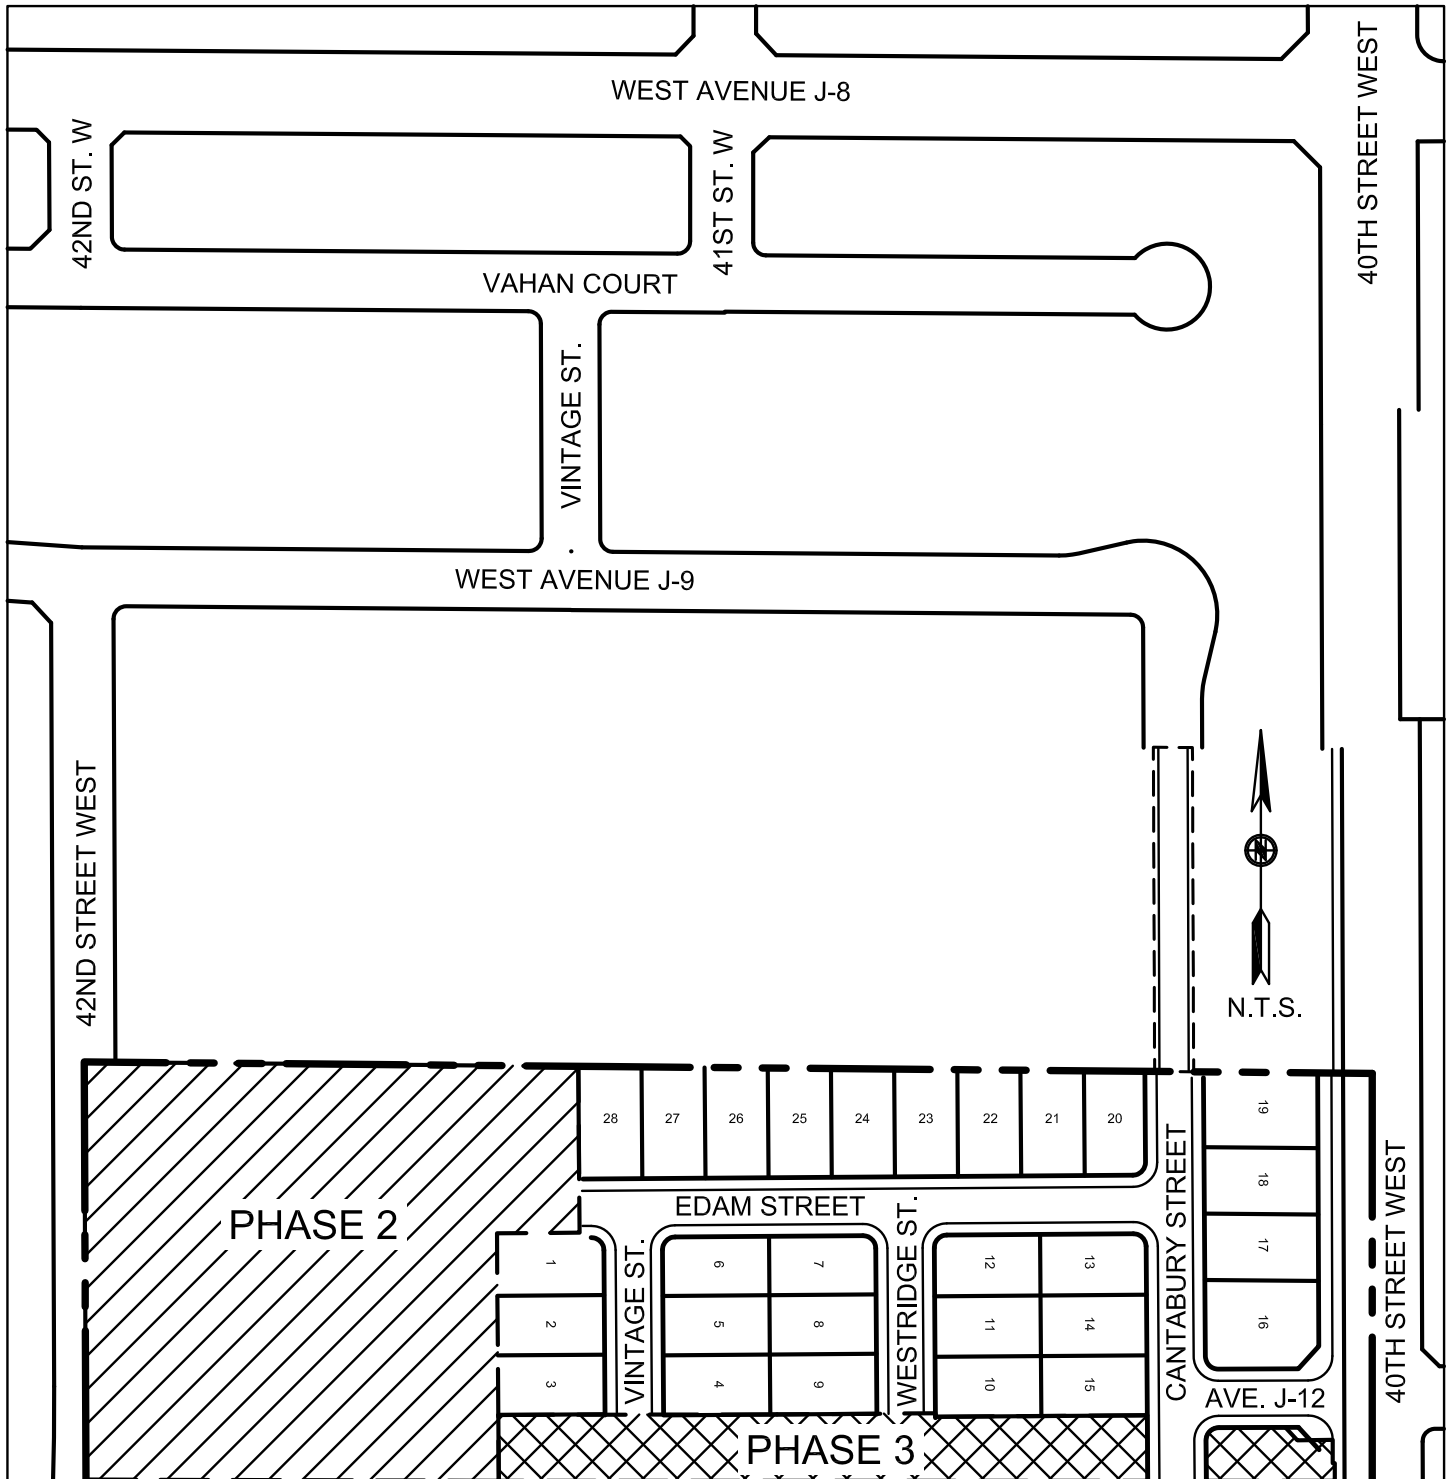 WEST AVENUE J-8
40TH STREET WEST
42ND ST. W
41ST ST. W
VAHAN COURT
VINTAGE ST.
WEST AVENUE J-9
42ND STREET WEST
N.T.S.
28 27 26 25 24 23 22 21 20
19
18
17
16
EDAM STREET
CANTABURY STREET
40TH STREET WEST
PHASE 2
VINTAGE ST.
WESTRIDGE ST.
1
2
3
6 7
5 8
4 9
12 13
11 14
10 15
AVE. J-12
PHASE 3